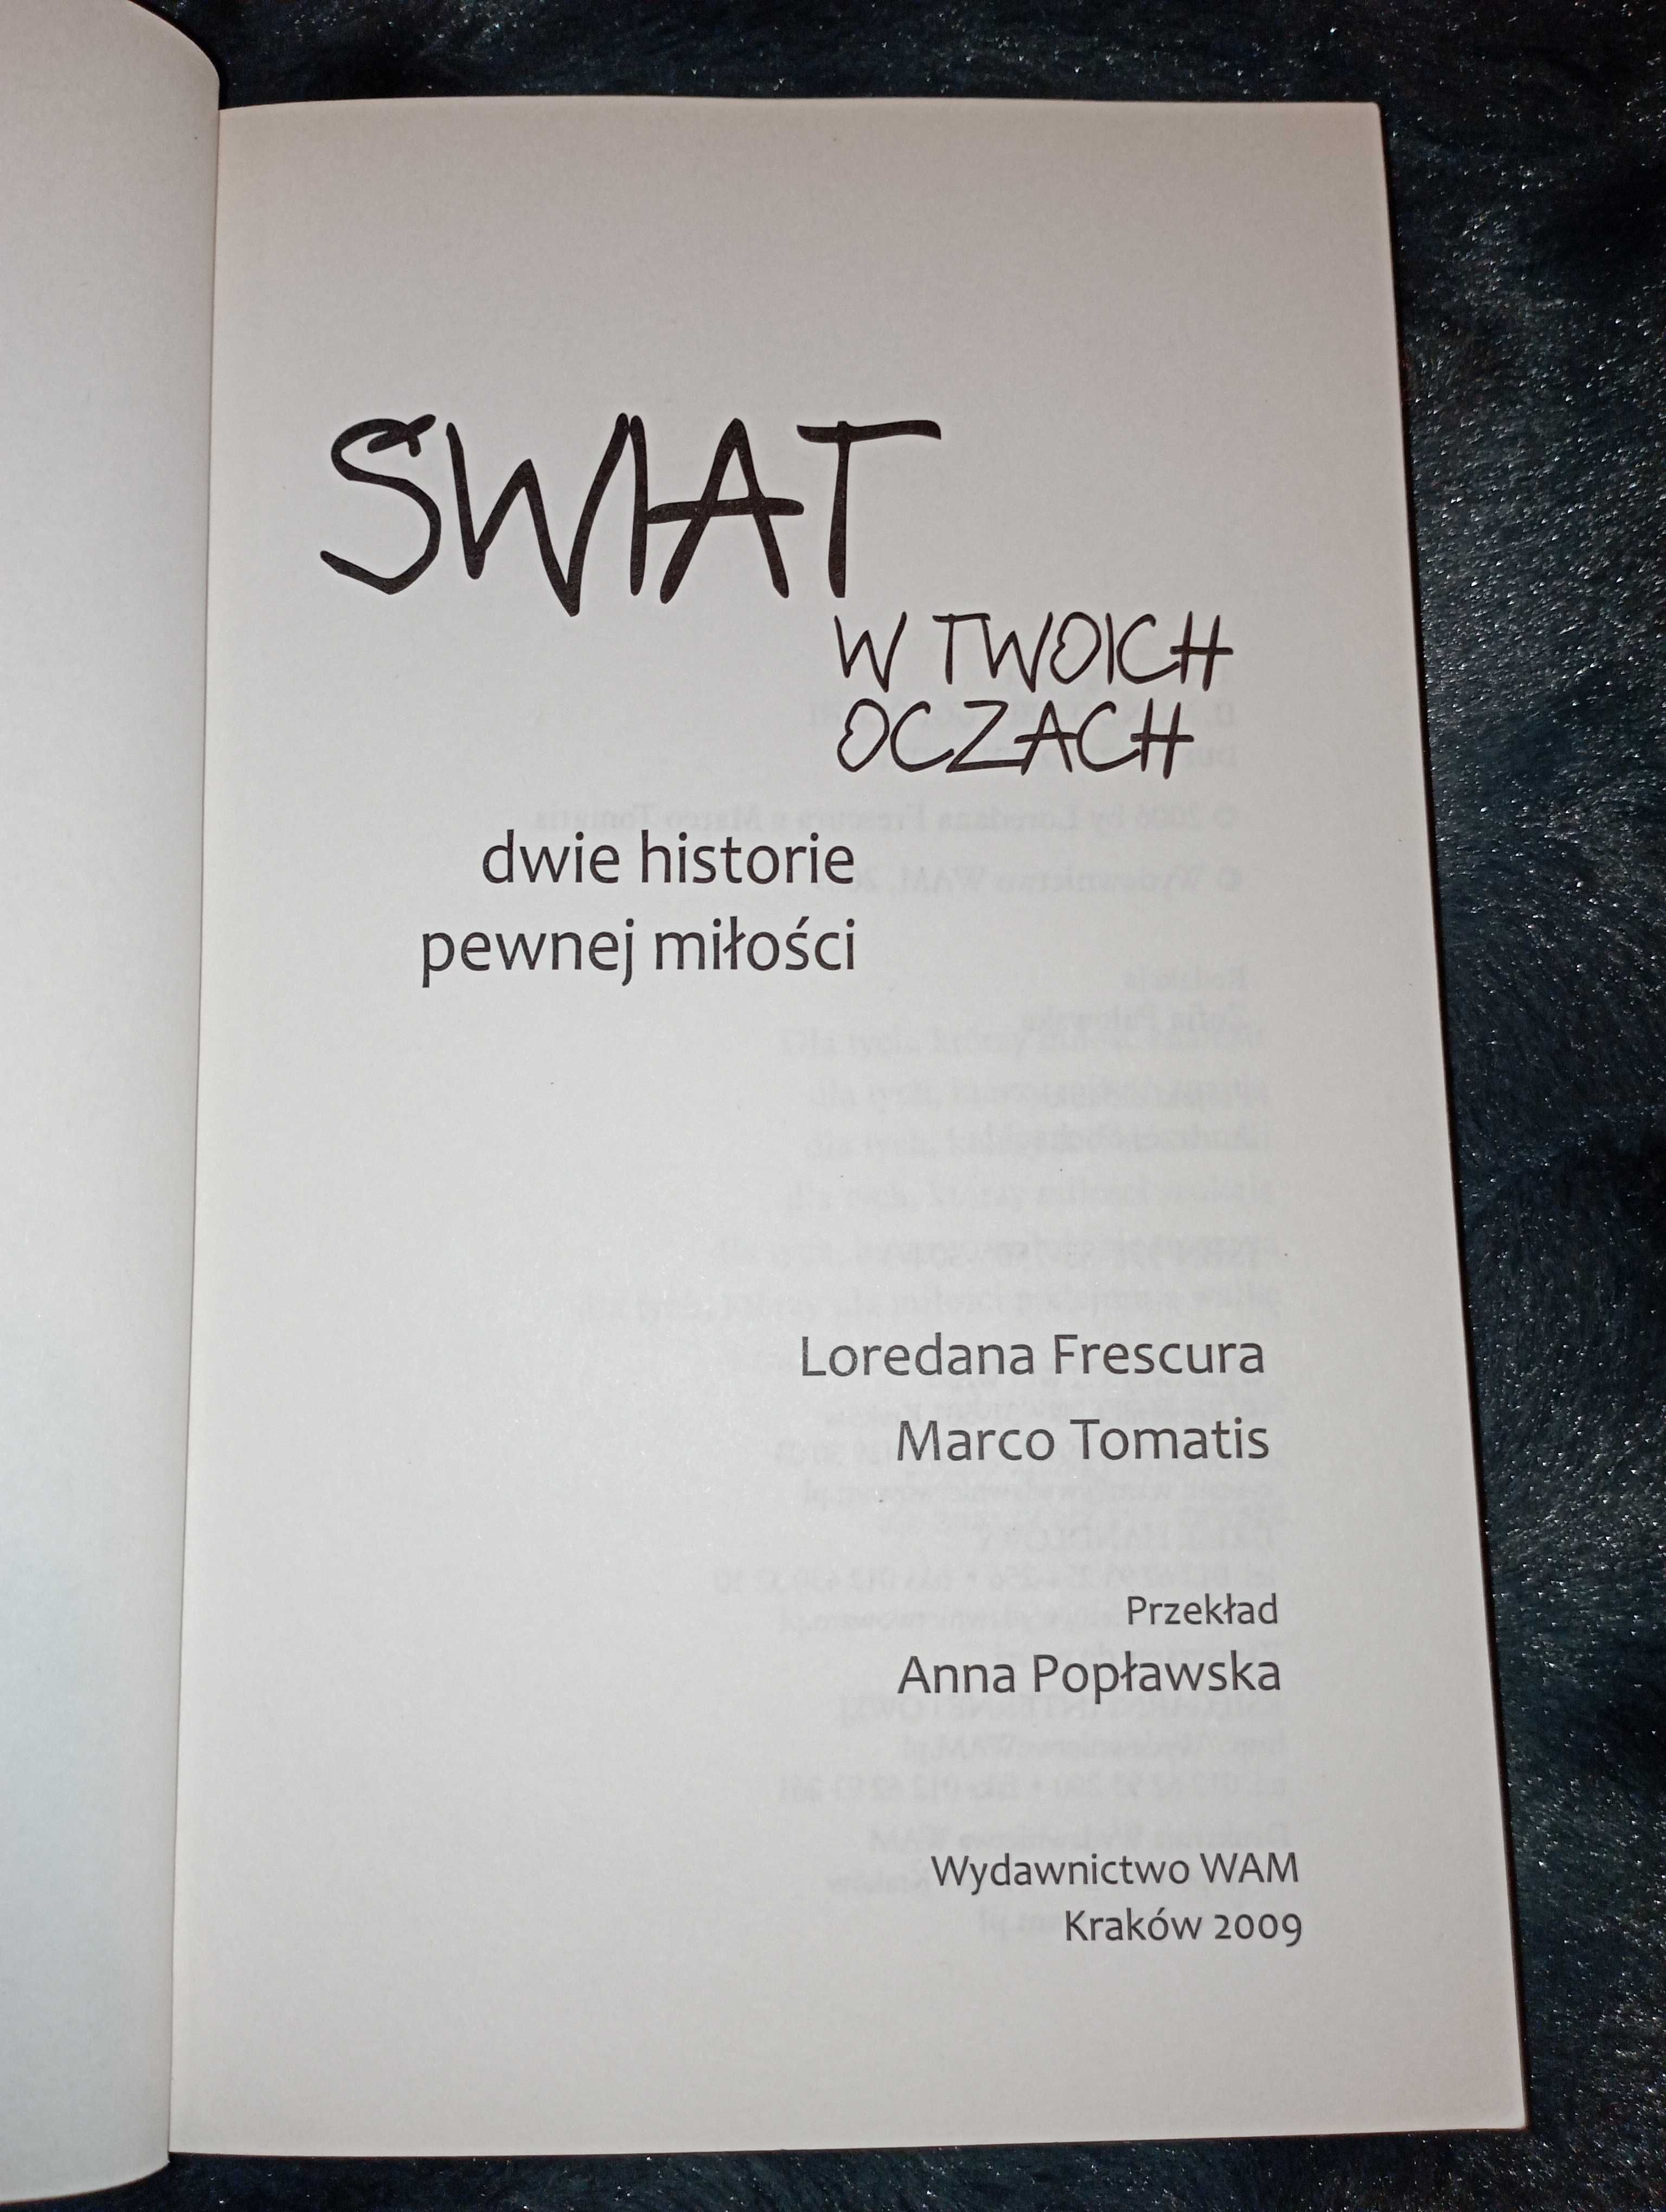 ŚWIAT
W TWOICH
OCZACH
dwie historie
pewnej miłości
Loredana Frescura
Marco Tomatis
Przekład
Anna Popławska
Wydawnictwo WAM
Kraków 2009